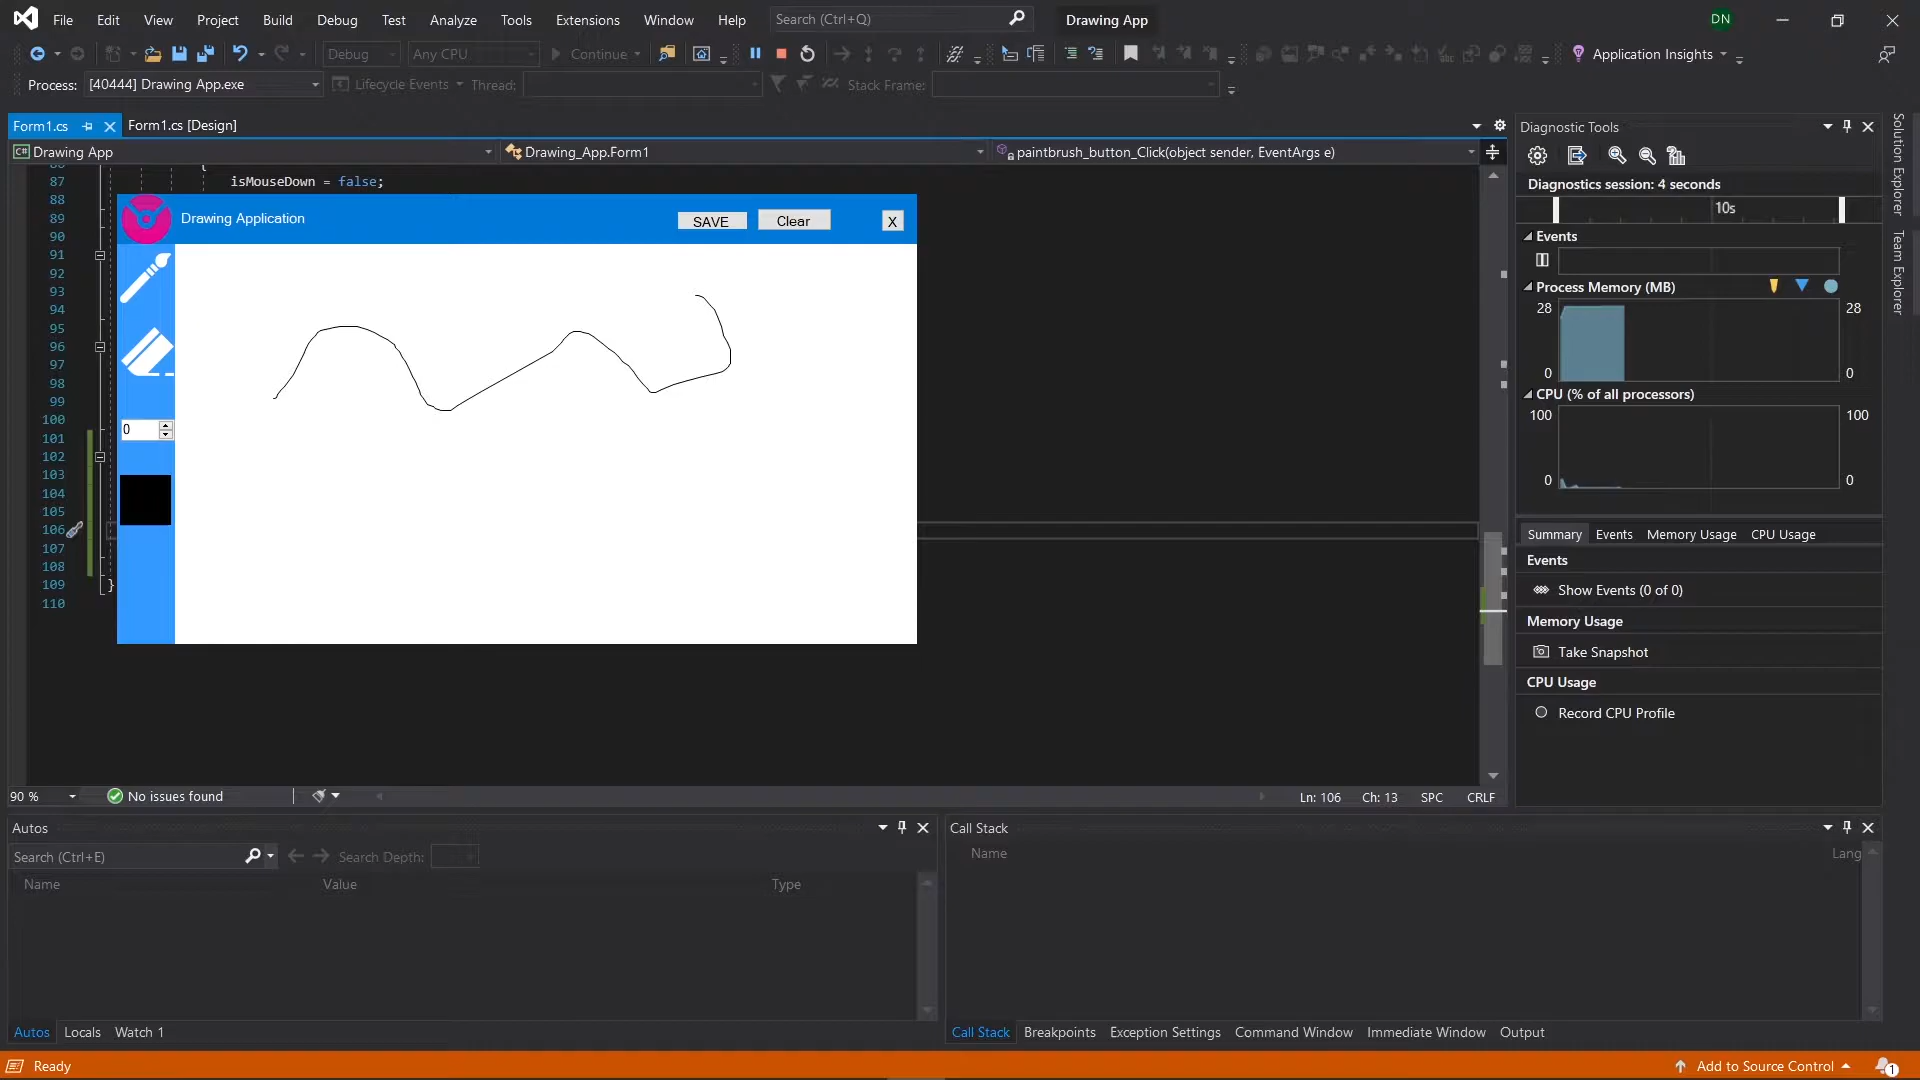 File Edit View Project Build Debug Test Analyze Tools Extensions Window Help Search (Ctrl+Q) Drawing App DN
Debug Any CPU Continue Application Insights
Process: [40444] Drawing App.exe Lifecycle Events Thread: Stack Frame:
Form1.cs Form1.cs [Design]
Drawing App Drawing_App.Form1 paintbrush_button_Click(object sender, EventArgs e)
87 isMouseDown = false;
88
89
90
91
92
93
94
95
96
97
98
99
100
101
102
103
104
105
106
107
108
109 }
110
Drawing Application SAVE Clear X
0
90 % No issues found Ln: 106 Ch: 13 SPC CRLF
Diagnostic Tools
Diagnostics session: 4 seconds
10s
Events
Process Memory (MB)
28 28
0 0
CPU (% of all processors)
100 100
0 0
Summary Events Memory Usage CPU Usage
Events
Show Events (0 of 0)
Memory Usage
Take Snapshot
CPU Usage
Record CPU Profile
Solution Explorer
Team Explorer
Autos
Search (Ctrl+E) Search Depth:
Name Value Type
Autos Locals Watch 1
Call Stack
Name Lang
Call Stack Breakpoints Exception Settings Command Window Immediate Window Output
Ready Add to Source Control 1